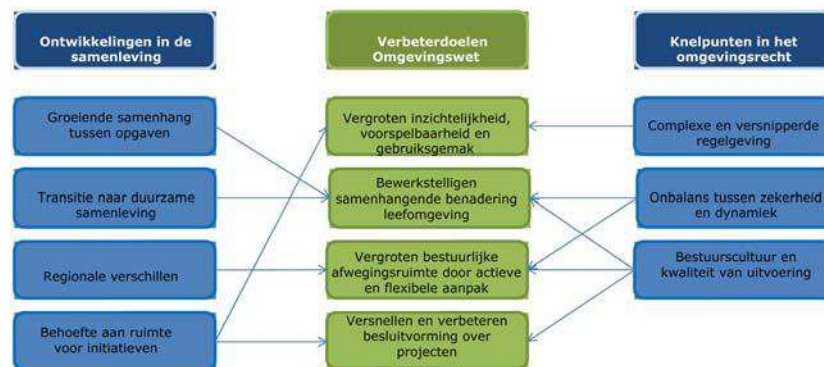 Ontwikkelingen in de
samenleving
Groeiende samenhang
tussen opgaven
Transitie naar duurzame
samenleving
Regionale verschillen
Behoefte aan ruimte
voor initiatieven
Verbeterdoelen
Omgevingswet
Vergroten inzichtelijkheid,
voorspelbaarheid en
gebruiksgemak
Bewerkstelligen
samenhangende benadering
leefomgeving
Vergroten bestuurlijke
afwegingsruimte door actieve
en flexibele aanpak
Versnellen en verbeteren
besluitvorming over
projecten
Knelpunten in het
omgevingsrecht
Complexe en versnipperde
regelgeving
Onbalans tussen zekerheid
en dynamiek
Bestuurscultuur en
kwaliteit van uitvoering